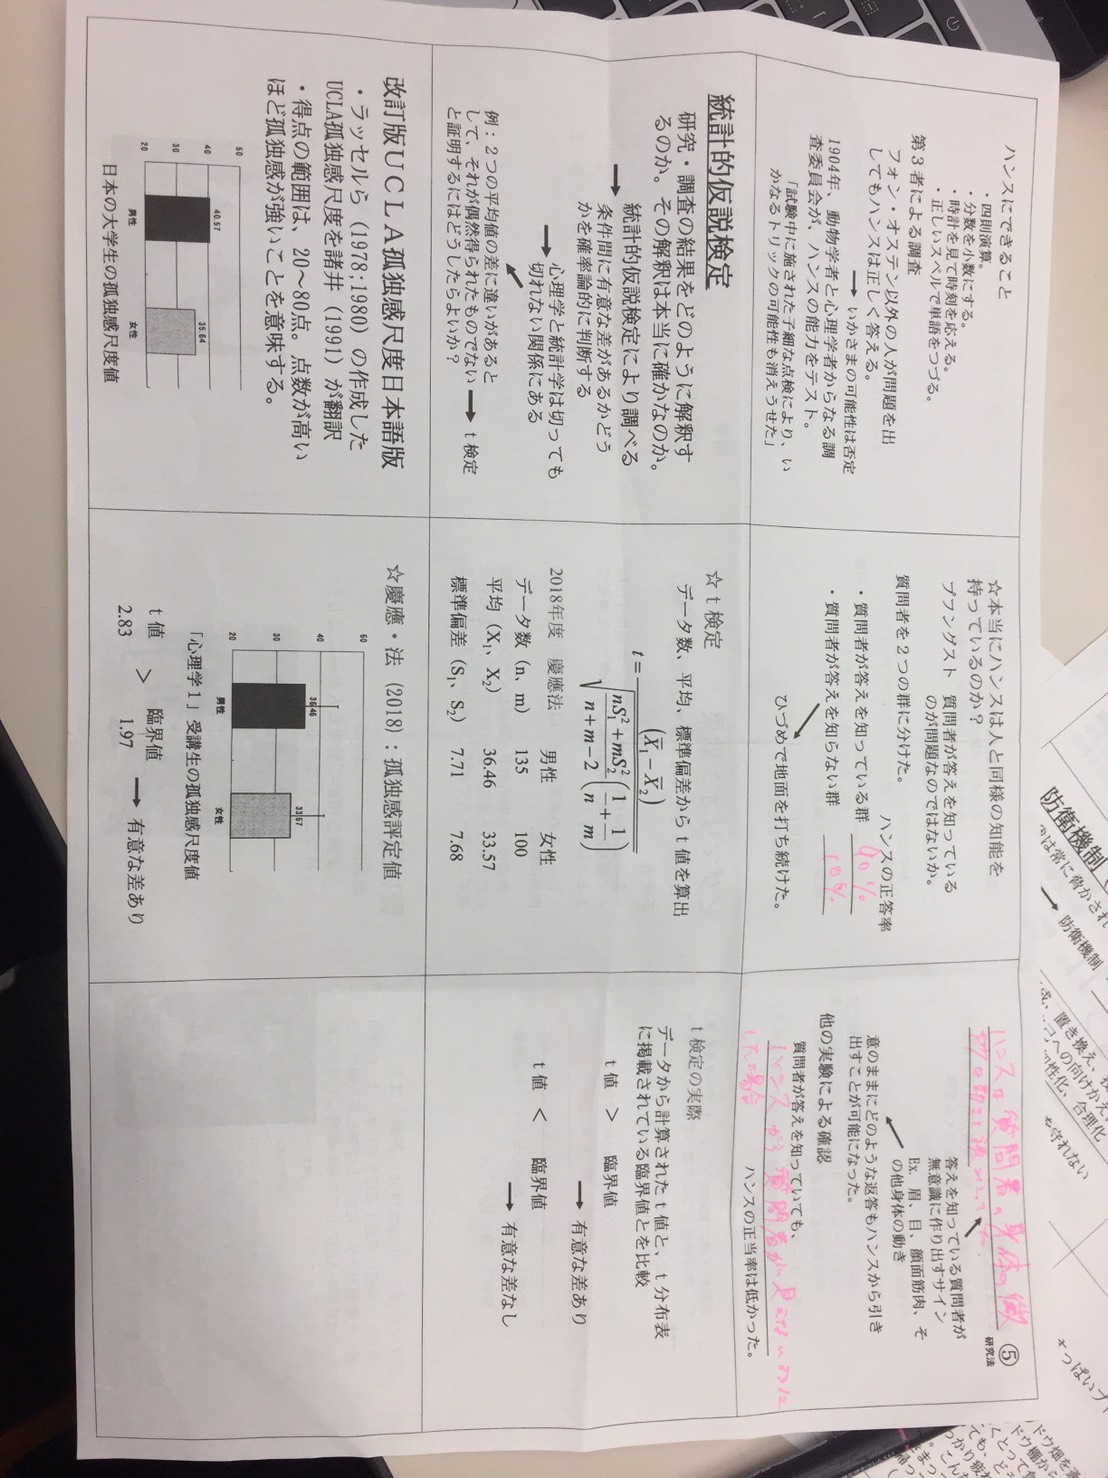 ハンスにできること
・四則演算。
・分数を小数にする。
・時計を見て時刻を応える。
・正しいスペルで単語をつづる。
第3者による調査
フォン・オステン以外の人が問題を出
してもハンスは正しく答える。
→ いかさまの可能性は否定
1904年、動物学者と心理学者からなる調
査委員会が、ハンスの能力をテスト。
「試験中に施された子細な点検により、い
かなるトリックの可能性も消えうせた」
☆本当にハンスは人と同様の知能を
持っているのか?
プフングスト 質問者が答えを知っている
のが問題なのではないか。
質問者を2つの群に分けた。
ハンスの正答率
・質問者が答えを知っている群 90%
・質問者が答えを知らない群 10%
ひづめで地面を打ち続けた。
⑤
研究法
ハンスは質問者の身体の微
妙な動きを
答えを知っている質問者が
無意識に作り出すサイン
Ex. 眉、目、顔面筋肉、そ
の他身体の動き
意のままにどのような返答もハンスから引き
出すことが可能になった。
他の実験による確認
質問者が答えを知っていても、
ハンスから質問者が見えないように
した場合 ハンスの正当率は低かった。
統計的仮説検定
研究・調査の結果をどのように解釈す
るのか。その解釈は本当に確かなのか。
→ 統計的仮説検定により調べる
条件間に有意な差があるかどう
かを確率論的に判断する
→ 心理学と統計学は切っても
切れない関係にある
例：２つの平均値の差に違いがあると
して、それが偶然得られたものでない → t 検定
と証明するにはどうしたらよいか？
☆ t 検定
データ数、平均、標準偏差から t 値を算出
t = (X̄₁−X̄₂) / √( (nS₁²+mS₂²)/(n+m−2) (1/n + 1/m) )
2018年度 慶應法 男性 女性
データ数（n、m） 135 100
平均（X₁、X₂） 36.46 33.57
標準偏差（S₁、S₂） 7.71 7.68
t 検定の実際
データから計算された t 値と、t 分布表
に掲載されている臨界値とを比較
t 値 ＞ 臨界値
→ 有意な差あり
t 値 ＜ 臨界値
→ 有意な差なし
改訂版ＵＣＬＡ孤独感尺度日本語版
・ラッセルら（1978;1980）の作成した
UCLA孤独感尺度を諸井（1991）が翻訳
・得点の範囲は、20～80点。点数が高い
ほど孤独感が強いことを意味する。
50
40
30
20
40.57
35.64
男性
女性
日本の大学生の孤独感尺度値
☆慶應・法（2018）：孤独感評定値
50
40
30
20
36.46
33.57
男性
女性
「心理学１」受講生の孤独感尺度値
t 値 ＞ 臨界値
2.83 1.97 → 有意な差あり
防衛機制
防衛機制
→
置き換え、
への向けかえ、
合理化
を守れない